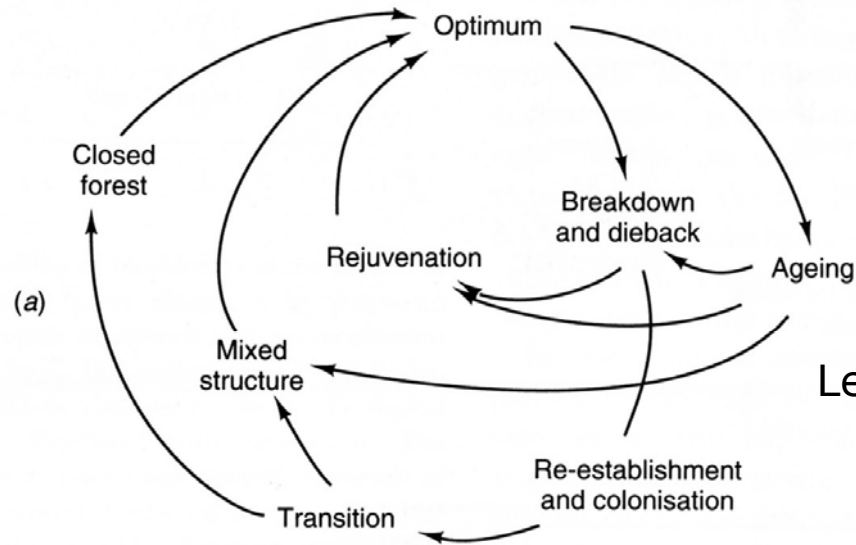 Optimum
Closed
forest
Breakdown
and dieback
Rejuvenation
Ageing
(a)
Mixed
structure
Le
Re-establishment
and colonisation
Transition